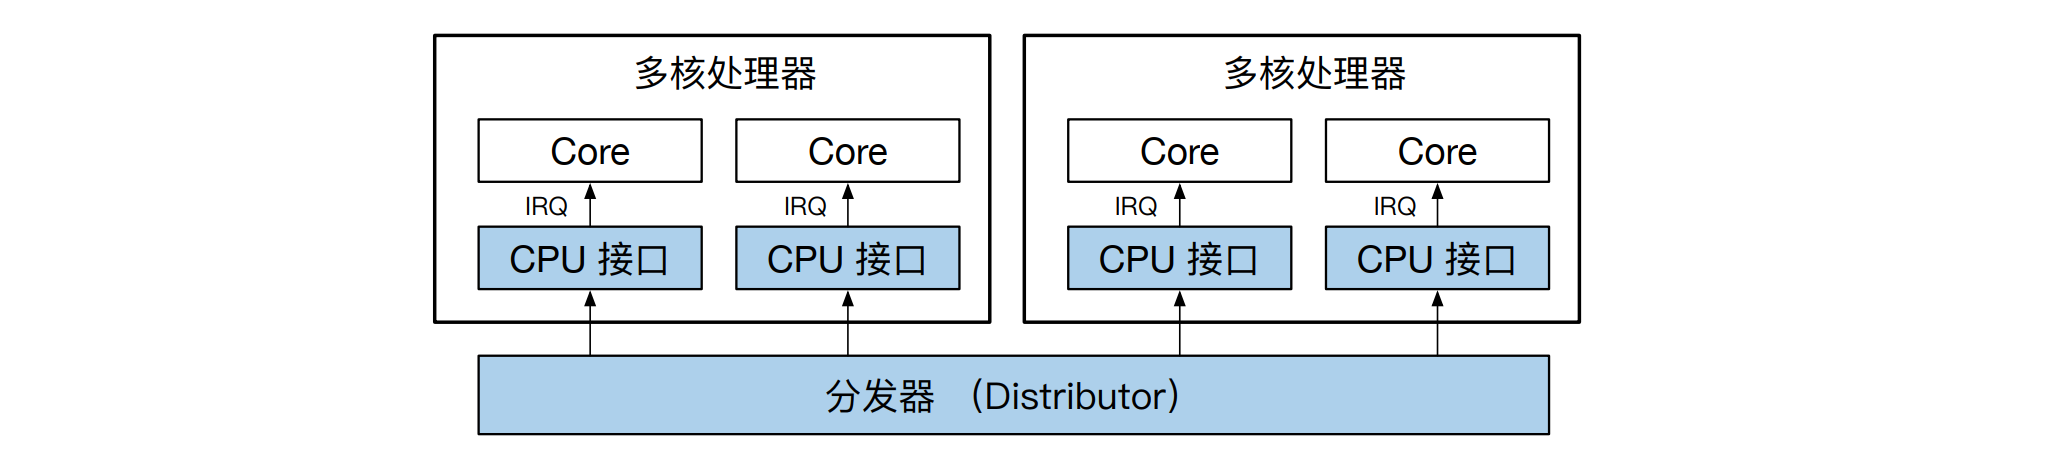 多核处理器 多核处理器
Core Core Core Core
IRQ IRQ IRQ IRQ
CPU 接口 CPU 接口 CPU 接口 CPU 接口
分发器 （Distributor）